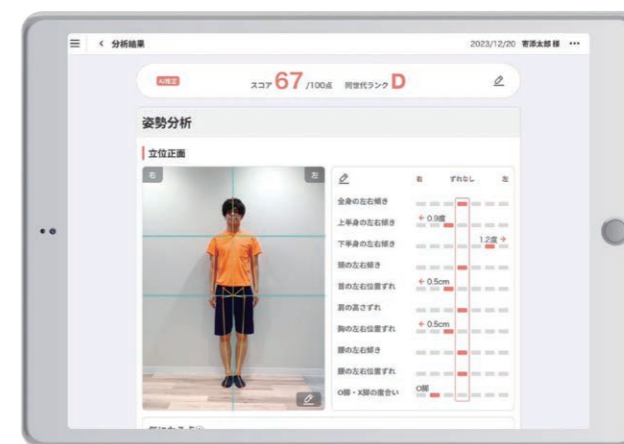 分析結果
2023/12/20 寄添太郎 様 •••
AI推定
スコア 67 /100点 同世代ランク D
姿勢分析
立位正面
右
左
右 ずれなし 左
全身の左右傾き
上半身の左右傾き
← 0.9度
下半身の左右傾き
1.2度 →
頭の左右傾き
首の左右位置ずれ
← 0.5cm
肩の高さずれ
胸の左右位置ずれ
← 0.5cm
腰の左右傾き
腰の左右位置ずれ
O脚・X脚の度合い
O脚